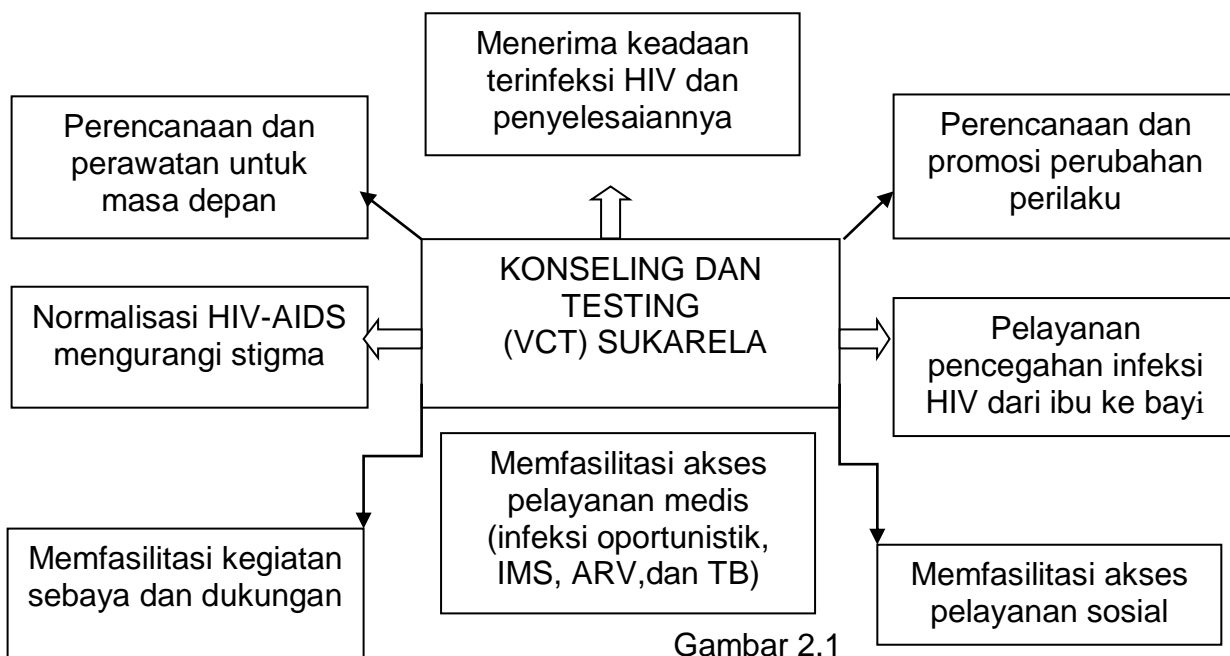 Menerima keadaan
terinfeksi HIV dan
penyelesaiannya
Perencanaan dan
perawatan untuk
masa depan
Perencanaan dan
promosi perubahan
perilaku
KONSELING DAN
TESTING
(VCT) SUKARELA
Normalisasi HIV-AIDS
mengurangi stigma
Pelayanan
pencegahan infeksi
HIV dari ibu ke bayi
Memfasilitasi akses
pelayanan medis
(infeksi oportunistik,
IMS, ARV,dan TB)
Memfasilitasi kegiatan
sebaya dan dukungan
Memfasilitasi akses
pelayanan sosial
Gambar 2.1